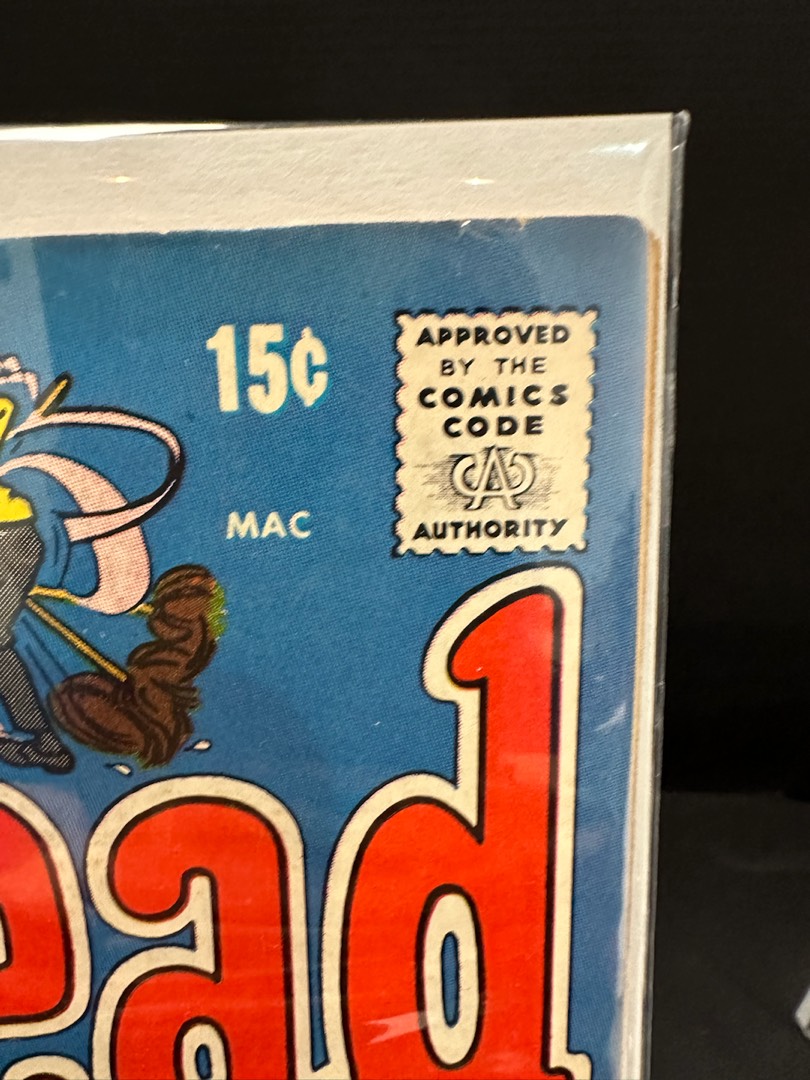 15¢
APPROVED
BY THE
COMICS
CODE
CA
AUTHORITY
MAC
ead